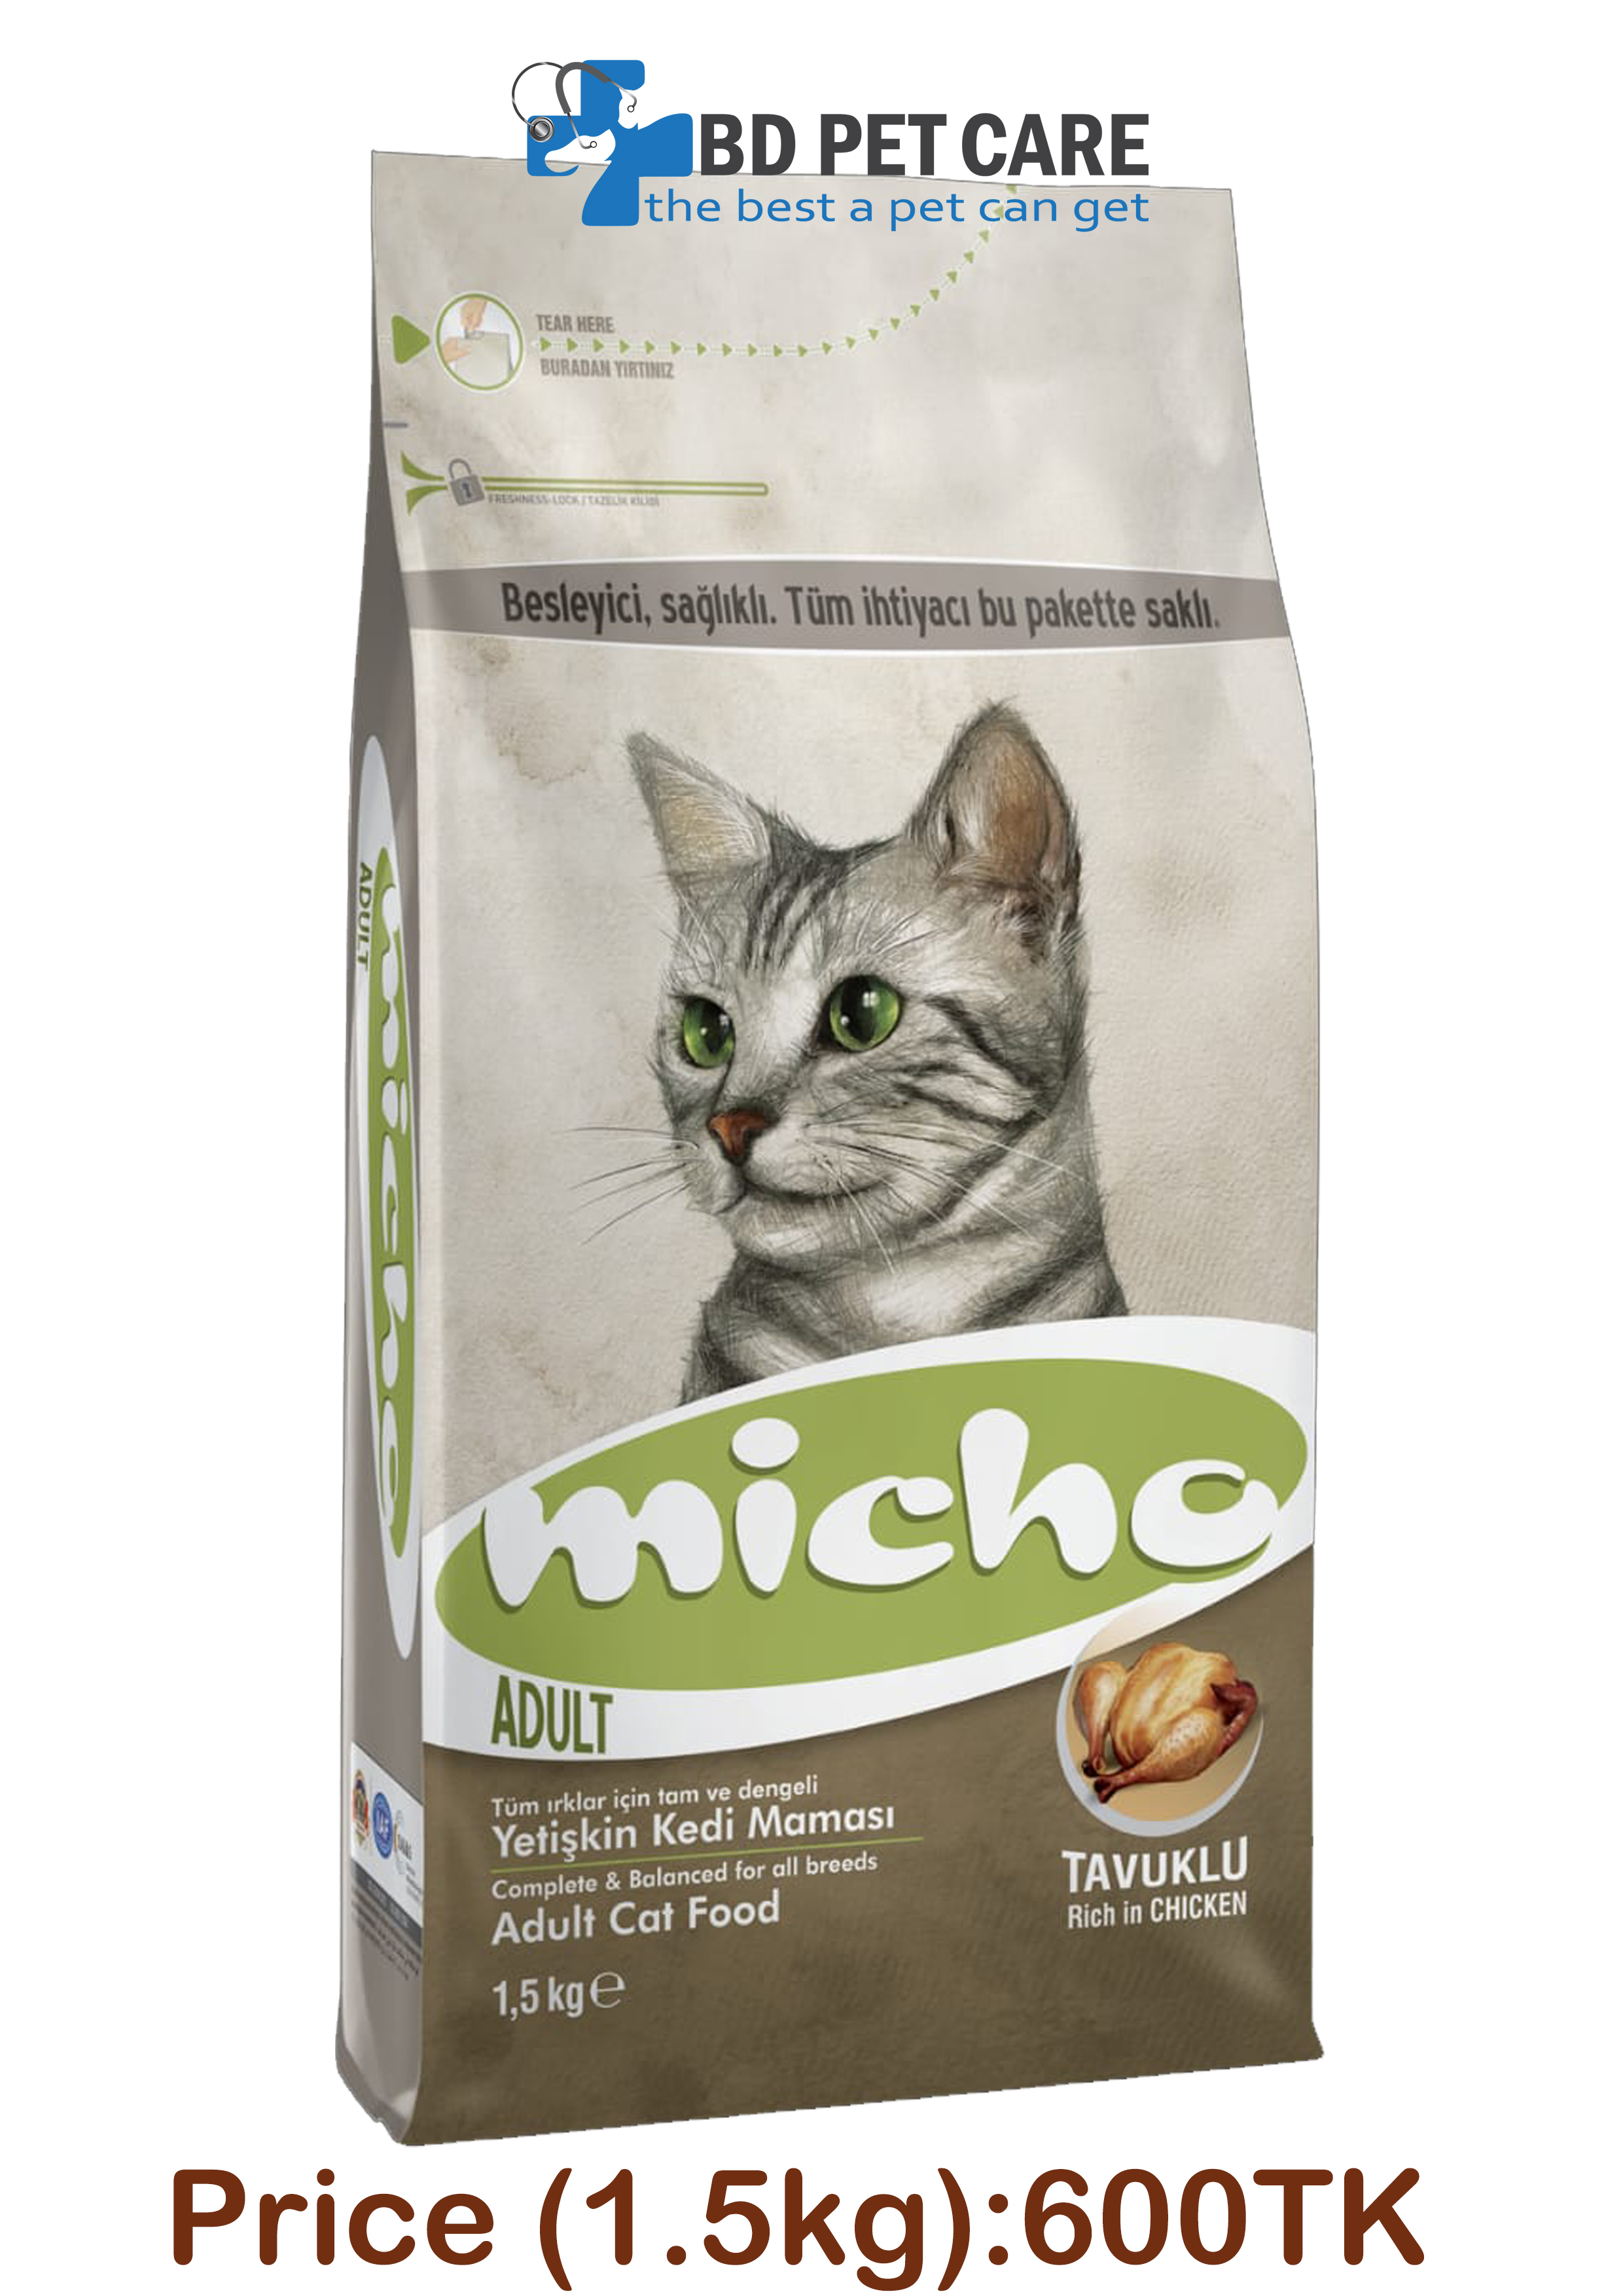 BD PET CARE
the best a pet can get
TEAR HERE
BURADAN YIRTINIZ
FRESHNESS-LOCK / TAZELİK KİLİDİ
Besleyici, sağlıklı. Tüm ihtiyacı bu pakette saklı.
ADULT
micho
micho
ADULT
Tüm ırklar için tam ve dengeli
Yetişkin Kedi Maması
Complete & Balanced for all breeds
Adult Cat Food
1,5 kg e
TAVUKLU
Rich in CHICKEN
Price (1.5kg):600TK